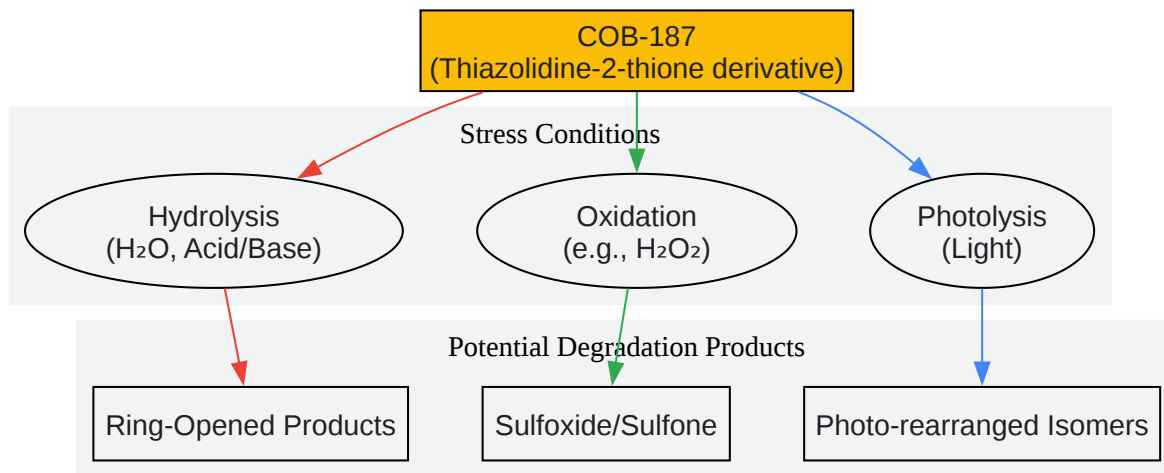 COB-187
(Thiazolidine-2-thione derivative)
Stress Conditions
Hydrolysis
(H₂O, Acid/Base)
Oxidation
(e.g., H₂O₂)
Photolysis
(Light)
Potential Degradation Products
Ring-Opened Products
Sulfoxide/Sulfone
Photo-rearranged Isomers